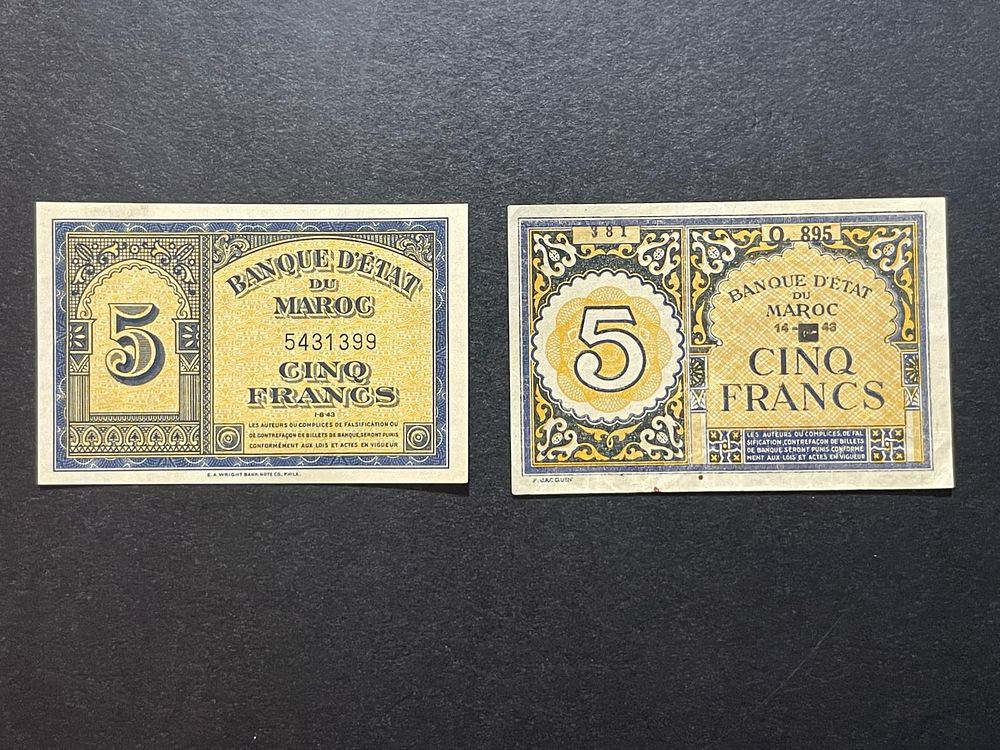 5
BANQUE D'ÉTAT
DU
MAROC
5431399
CINQ
FRANCS
1-8-43
LES AUTEURS OU COMPLICES DE FALSIFICATION OU
DE CONTREFAÇON DE BILLETS DE BANQUE, SERONT PUNIS
CONFORMÉMENT AUX LOIS ET ACTES EN VIGUEUR
E.A. WRIGHT BANK NOTE CO., PHILA.
381
O 895
5
BANQUE D'ÉTAT
DU
MAROC
14 - 43
CINQ
FRANCS
LES AUTEURS OU COMPLICES, DE FAL
SIFICATION, CONTREFAÇON DE BILLETS
DE BANQUE SERONT PUNIS CONFORMÉ
MENT AUX LOIS ET ACTES EN VIGUEUR
F. JACQUIN